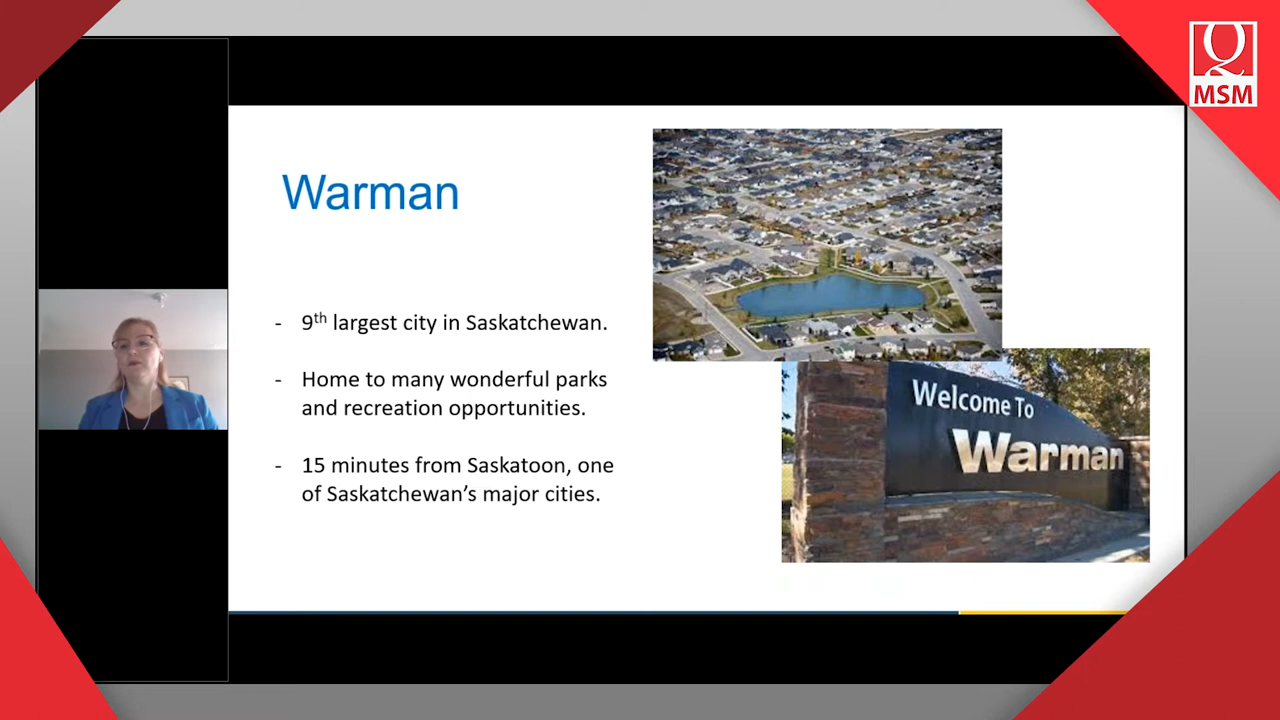 MSM
Warman
- 9th largest city in Saskatchewan.
- Home to many wonderful parks
and recreation opportunities.
- 15 minutes from Saskatoon, one
of Saskatchewan’s major cities.
Welcome To
Warman